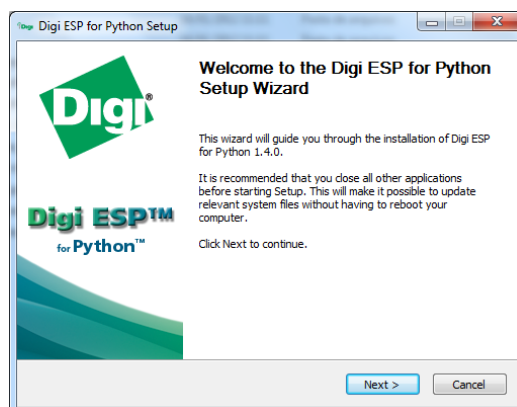 Digi ESP for Python Setup
Digi®
Digi ESP™
for Python™
Welcome to the Digi ESP for Python
Setup Wizard
This wizard will guide you through the installation of Digi ESP
for Python 1.4.0.
It is recommended that you close all other applications
before starting Setup. This will make it possible to update
relevant system files without having to reboot your
computer.
Click Next to continue.
Next >
Cancel